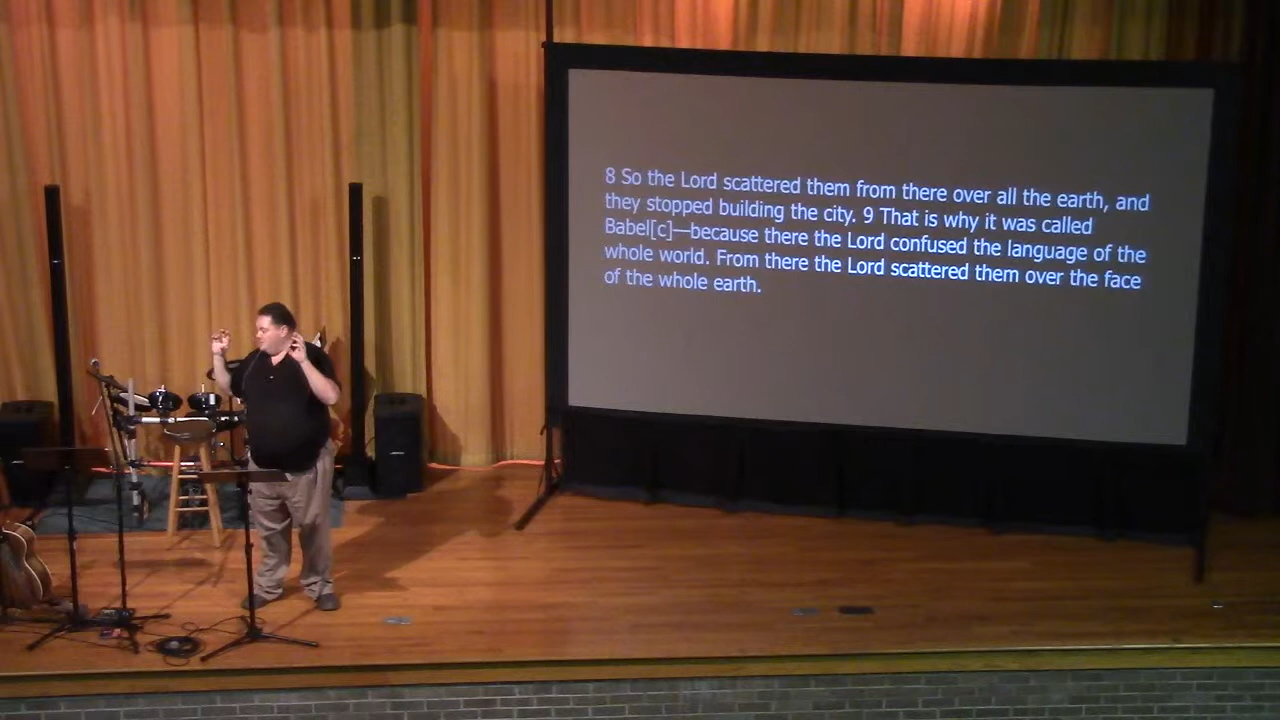 8 So the Lord scattered them from there over all the earth, and
they stopped building the city. 9 That is why it was called
Babel[c]—because there the Lord confused the language of the
whole world. From there the Lord scattered them over the face
of the whole earth.